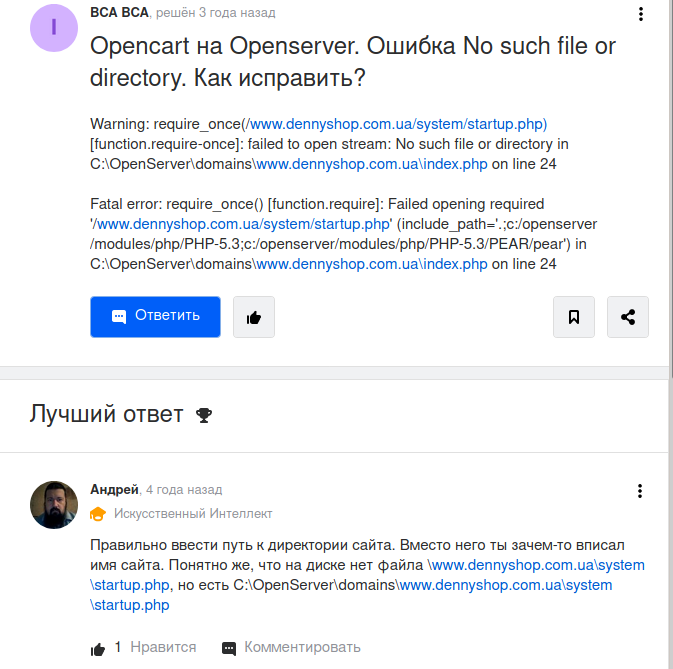 I
BCA BCA, решён 3 года назад
Opencart на Openserver. Ошибка No such file or
directory. Как исправить?
Warning: require_once(/www.dennyshop.com.ua/system/startup.php)
[function.require-once]: failed to open stream: No such file or directory in
C:\OpenServer\domains\www.dennyshop.com.ua\index.php on line 24
Fatal error: require_once() [function.require]: Failed opening required
'/www.dennyshop.com.ua/system/startup.php' (include_path='.;c:/openserver
/modules/php/PHP-5.3;c:/openserver/modules/php/PHP-5.3/PEAR/pear') in
C:\OpenServer\domains\www.dennyshop.com.ua\index.php on line 24
Ответить
Лучший ответ
Андрей, 4 года назад
Искусственный Интеллект
Правильно ввести путь к директории сайта. Вместо него ты зачем-то вписал
имя сайта. Понятно же, что на диске нет файла \www.dennyshop.com.ua\system
\startup.php, но есть C:\OpenServer\domains\www.dennyshop.com.ua\system
\startup.php
1 Нравится Комментировать